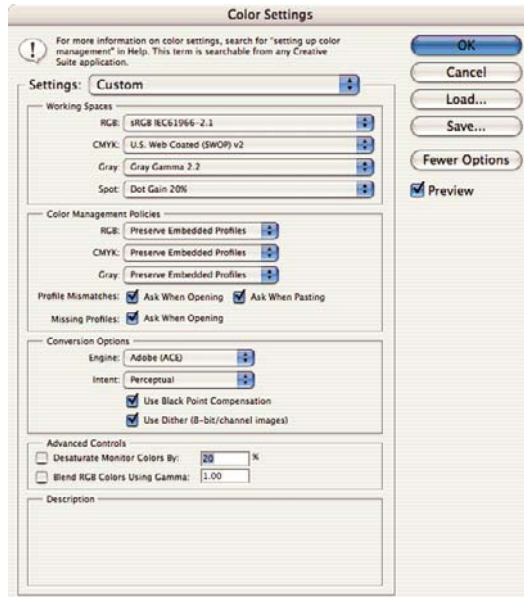 Color Settings
For more information on color settings, search for "setting up color
management" in Help. This term is searchable from any Creative
Suite application.
Settings: Custom
Working Spaces
RGB: sRGB IEC61966-2.1
CMYK: U.S. Web Coated (SWOP) v2
Gray: Gray Gamma 2.2
Spot: Dot Gain 20%
Color Management Policies
RGB: Preserve Embedded Profiles
CMYK: Preserve Embedded Profiles
Gray: Preserve Embedded Profiles
Profile Mismatches: Ask When Opening Ask When Pasting
Missing Profiles: Ask When Opening
Conversion Options
Engine: Adobe (ACE)
Intent: Perceptual
Use Black Point Compensation
Use Dither (8-bit/channel images)
Advanced Controls
Desaturate Monitor Colors By: 20 %
Blend RGB Colors Using Gamma: 1.00
Description
OK
Cancel
Load...
Save...
Fewer Options
Preview